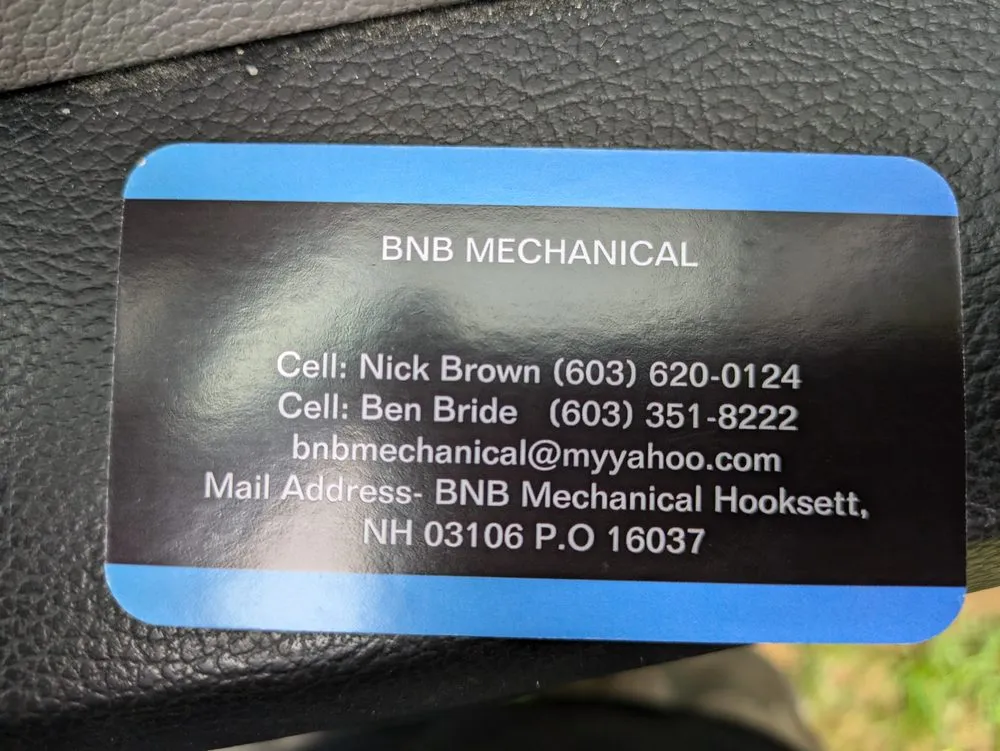 BNB MECHANICAL
Cell: Nick Brown (603) 620-0124
Cell: Ben Bride (603) 351-8222
bnbmechanical@myyahoo.com
Mail Address- BNB Mechanical Hooksett,
NH 03106 P.O 16037